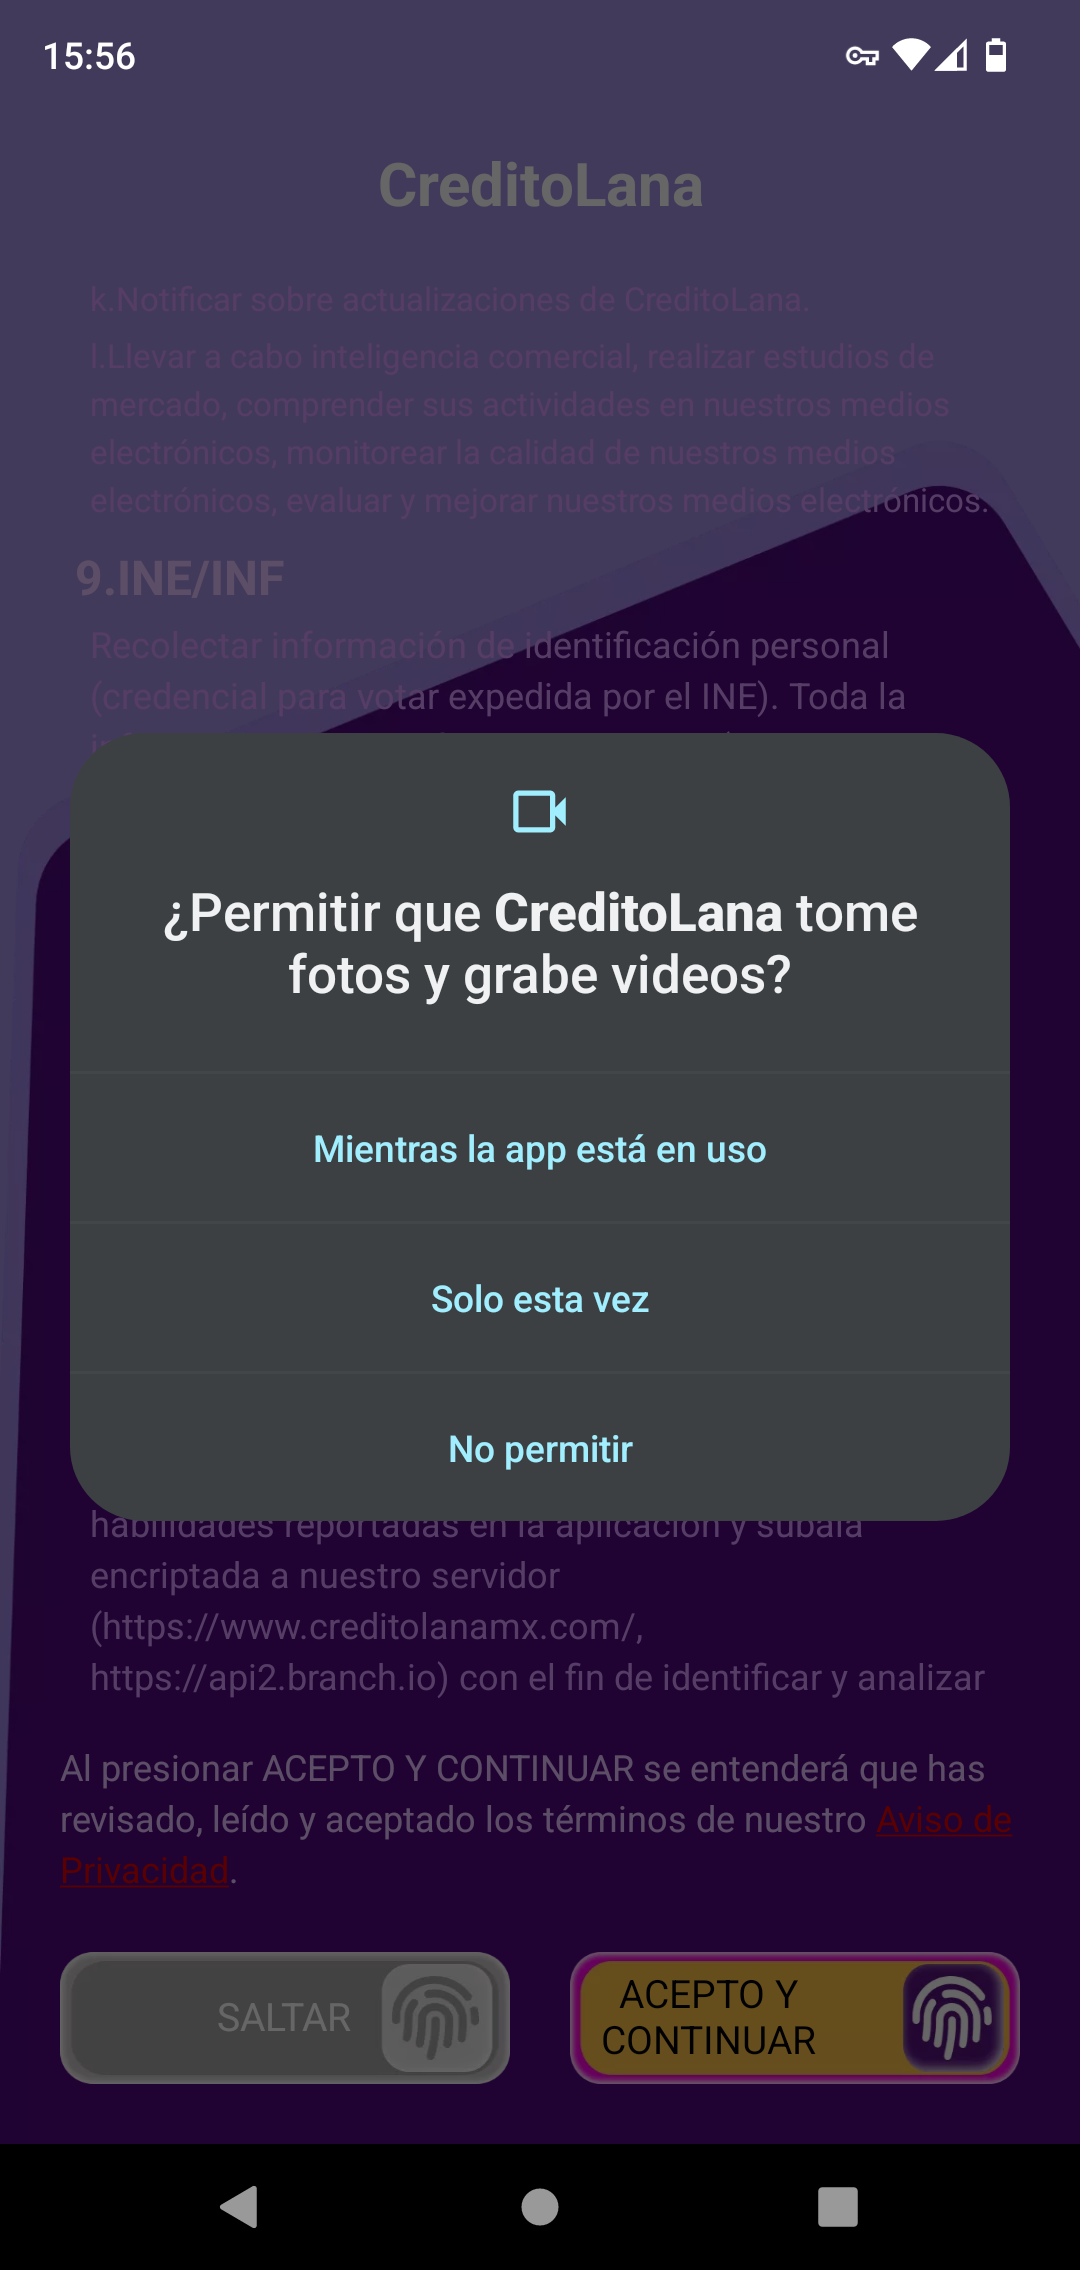 15:56
CreditoLana
k.Notificar sobre actualizaciones de CreditoLana.
l.Llevar a cabo inteligencia comercial, realizar estudios de
mercado, comprender sus actividades en nuestros medios
electrónicos, monitorear la calidad de nuestros medios
electrónicos, evaluar y mejorar nuestros medios electrónicos.
9.INE/INF
Recolectar información de identificación personal
(credencial para votar expedida por el INE). Toda la
¿Permitir que CreditoLana tome
fotos y grabe videos?
Mientras la app está en uso
Solo esta vez
No permitir
habilidades reportadas en la aplicación y subala
encriptada a nuestro servidor
(https://www.creditolanamx.com/,
https://api2.branch.io) con el fin de identificar y analizar
Al presionar ACEPTO Y CONTINUAR se entenderá que has
revisado, leído y aceptado los términos de nuestro Aviso de
Privacidad.
SALTAR
ACEPTO Y
CONTINUAR